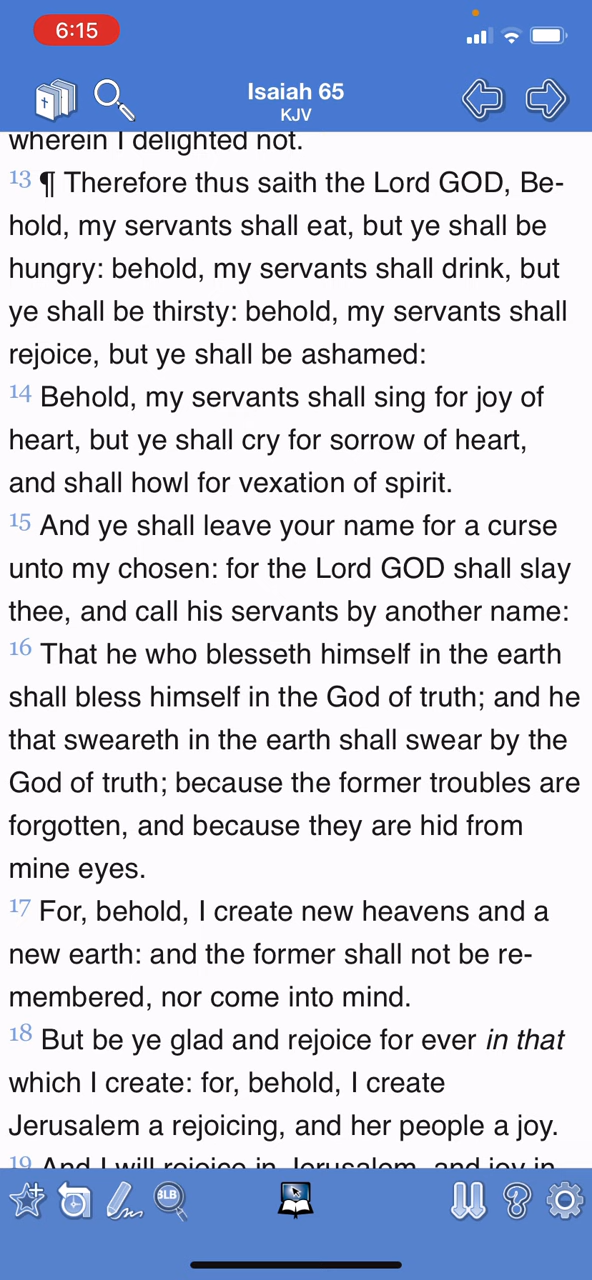 6:15
Isaiah 65
KJV
wherein I delighted not.
13 ¶ Therefore thus saith the Lord GOD, Be-
hold, my servants shall eat, but ye shall be
hungry: behold, my servants shall drink, but
ye shall be thirsty: behold, my servants shall
rejoice, but ye shall be ashamed:
14 Behold, my servants shall sing for joy of
heart, but ye shall cry for sorrow of heart,
and shall howl for vexation of spirit.
15 And ye shall leave your name for a curse
unto my chosen: for the Lord GOD shall slay
thee, and call his servants by another name:
16 That he who blesseth himself in the earth
shall bless himself in the God of truth; and he
that sweareth in the earth shall swear by the
God of truth; because the former troubles are
forgotten, and because they are hid from
mine eyes.
17 For, behold, I create new heavens and a
new earth: and the former shall not be re-
membered, nor come into mind.
18 But be ye glad and rejoice for ever in that
which I create: for, behold, I create
Jerusalem a rejoicing, and her people a joy.
19 And I will rejoice in Jerusalem, and joy in
BLB